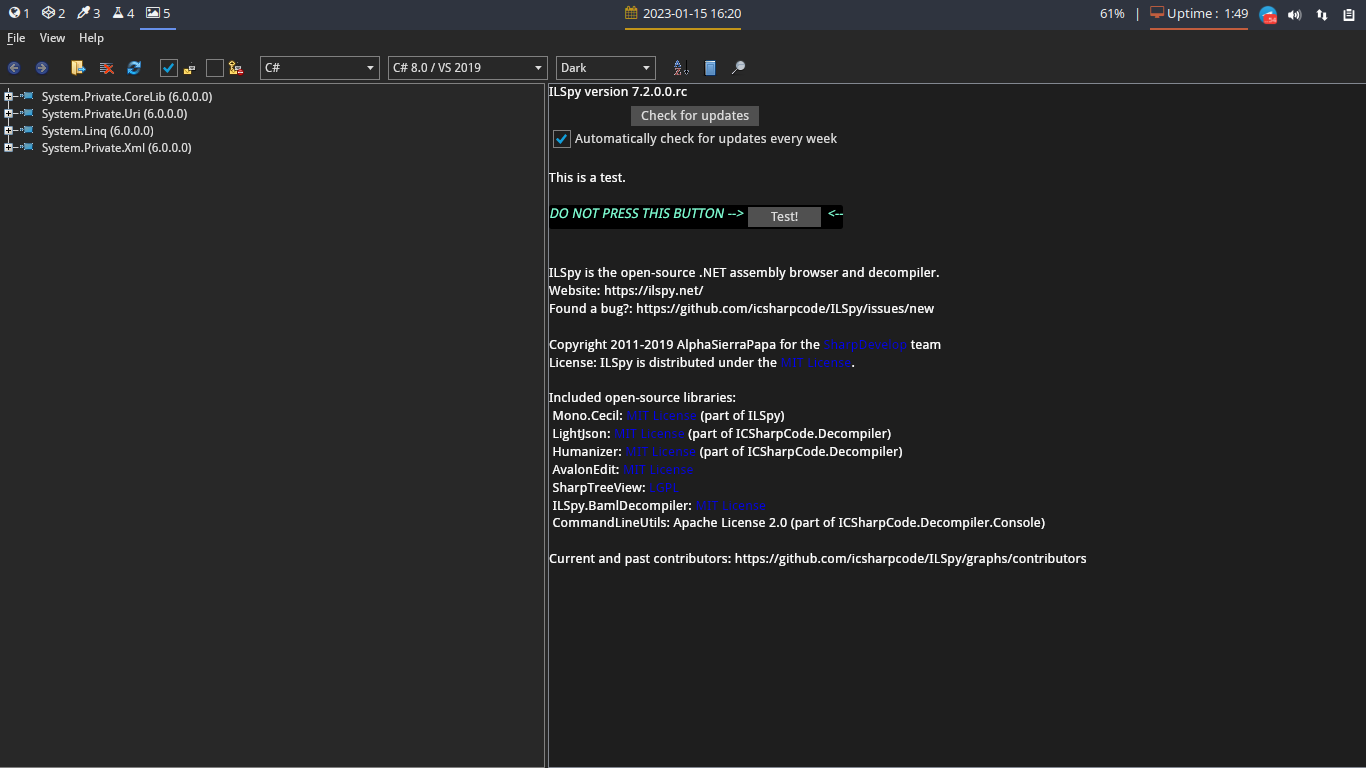 1 2 3 4 5 2023-01-15 16:20 61% | Uptime : 1:49
File View Help
C# C# 8.0 / VS 2019 Dark
System.Private.CoreLib (6.0.0.0)
System.Private.Uri (6.0.0.0)
System.Linq (6.0.0.0)
System.Private.Xml (6.0.0.0)
ILSpy version 7.2.0.0.rc
Check for updates
Automatically check for updates every week
This is a test.
DO NOT PRESS THIS BUTTON --> Test! <--
ILSpy is the open-source .NET assembly browser and decompiler.
Website: https://ilspy.net/
Found a bug?: https://github.com/icsharpcode/ILSpy/issues/new
Copyright 2011-2019 AlphaSierraPapa for the SharpDevelop team
License: ILSpy is distributed under the MIT License.
Included open-source libraries:
Mono.Cecil: MIT License (part of ILSpy)
LightJson: MIT License (part of ICSharpCode.Decompiler)
Humanizer: MIT License (part of ICSharpCode.Decompiler)
AvalonEdit: MIT License
SharpTreeView: LGPL
ILSpy.BamlDecompiler: MIT License
CommandLineUtils: Apache License 2.0 (part of ICSharpCode.Decompiler.Console)
Current and past contributors: https://github.com/icsharpcode/ILSpy/graphs/contributors